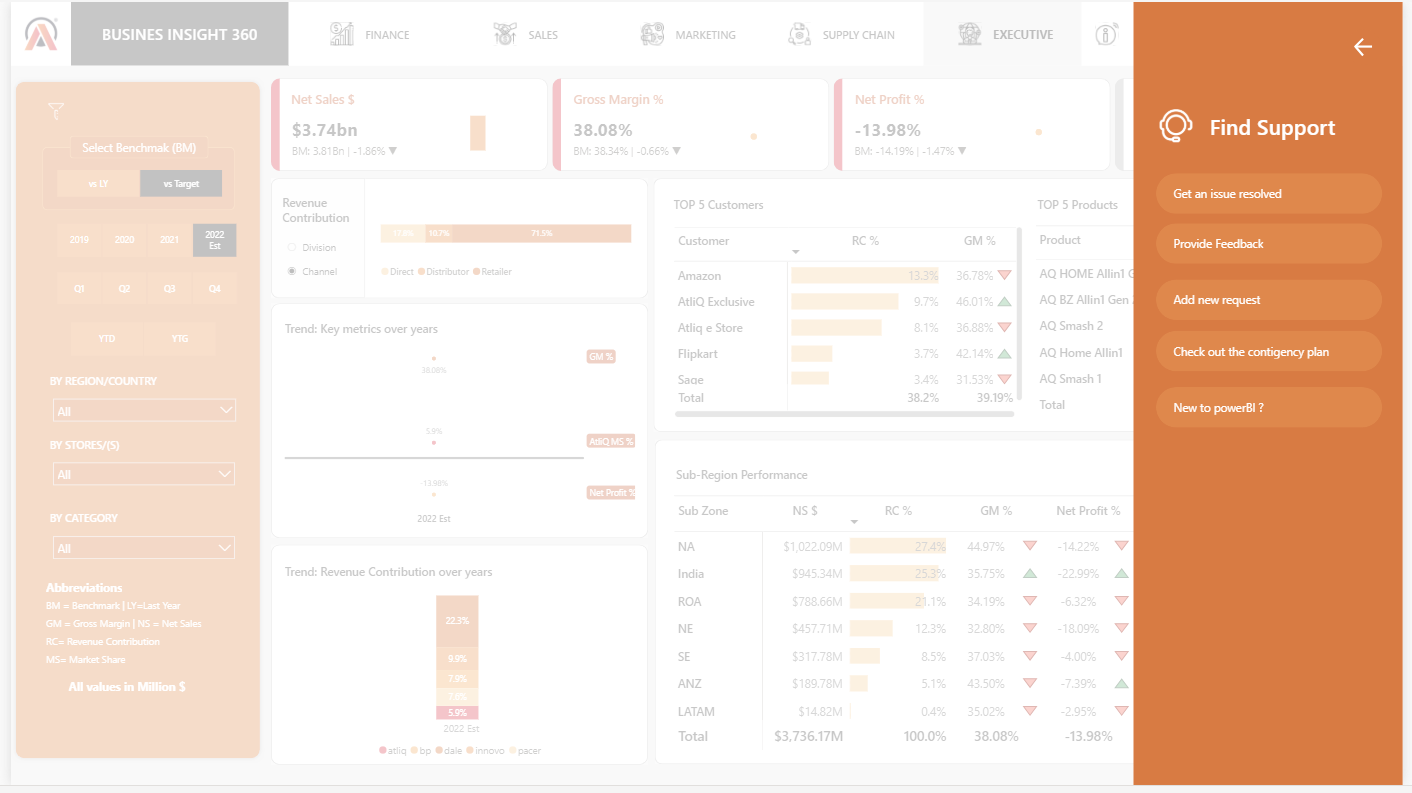 BUSINES INSIGHT 360
FINANCE
SALES
MARKETING
SUPPLY CHAIN
EXECUTIVE
Select Benchmak (BM)
vs LY
vs Target
2019
2020
2021
2022 Est
Q1
Q2
Q3
Q4
YTD
YTG
BY REGION/COUNTRY
All
BY STORES/(S)
All
BY CATEGORY
All
Abbreviations
BM = Benchmark | LY=Last Year
GM = Gross Margin | NS = Net Sales
RC= Revenue Contribution
MS= Market Share
All values in Million $
Net Sales $
$3.74bn
BM: 3.81Bn | -1.86%▼
Gross Margin %
38.08%
BM: 38.34% | -0.66%▼
Net Profit %
-13.98%
BM: -14.19% | -1.47%▼
Revenue
Contribution
Division
Channel
10.7%
71.5%
Direct
Distributor
Retailer
Trend: Key metrics over years
GM %
38.08%
5.9%
AtliQ MS %
-13.98%
Net Profit %
2022 Est
Trend: Revenue Contribution over years
22.3%
9.9%
7.9%
7.6%
5.9%
2022 Est
atliq
bp
dale
innovo
pacer
TOP 5 Customers
Customer RC % GM %
Amazon 13.3% 36.78%
AtliQ Exclusive 9.7% 46.01%
Atliq e Store 8.1% 36.88%
Flipkart 3.7% 42.14%
Sage 3.4% 31.53%
Total 38.2% 39.19%
TOP 5 Products
Product
AQ HOME Allin1 G
AQ BZ Allin1 Gen
AQ Smash 2
AQ Home Allin1
AQ Smash 1
Total
Sub-Region Performance
Sub Zone NS $ RC % GM % Net Profit %
NA $1,022.09M 27.4% 44.97% -14.22%
India $945.34M 25.3% 35.75% -22.99%
ROA $788.66M 21.1% 34.19% -6.32%
NE $457.71M 12.3% 32.80% -18.09%
SE $317.78M 8.5% 37.03% -4.00%
ANZ $189.78M 5.1% 43.50% -7.39%
LATAM $14.82M 0.4% 35.02% -2.95%
Total $3,736.17M 100.0% 38.08% -13.98%
Find Support
Get an issue resolved
Provide Feedback
Add new request
Check out the contigency plan
New to powerBI ?